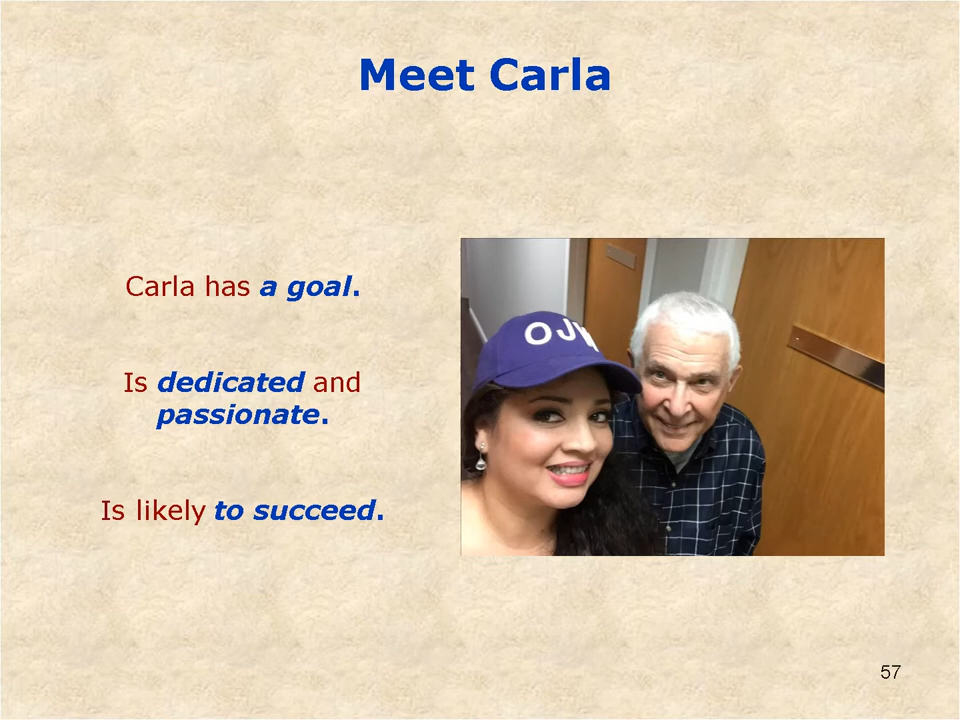 Meet Carla
Carla has a goal.
Is dedicated and
passionate.
Is likely to succeed.
57